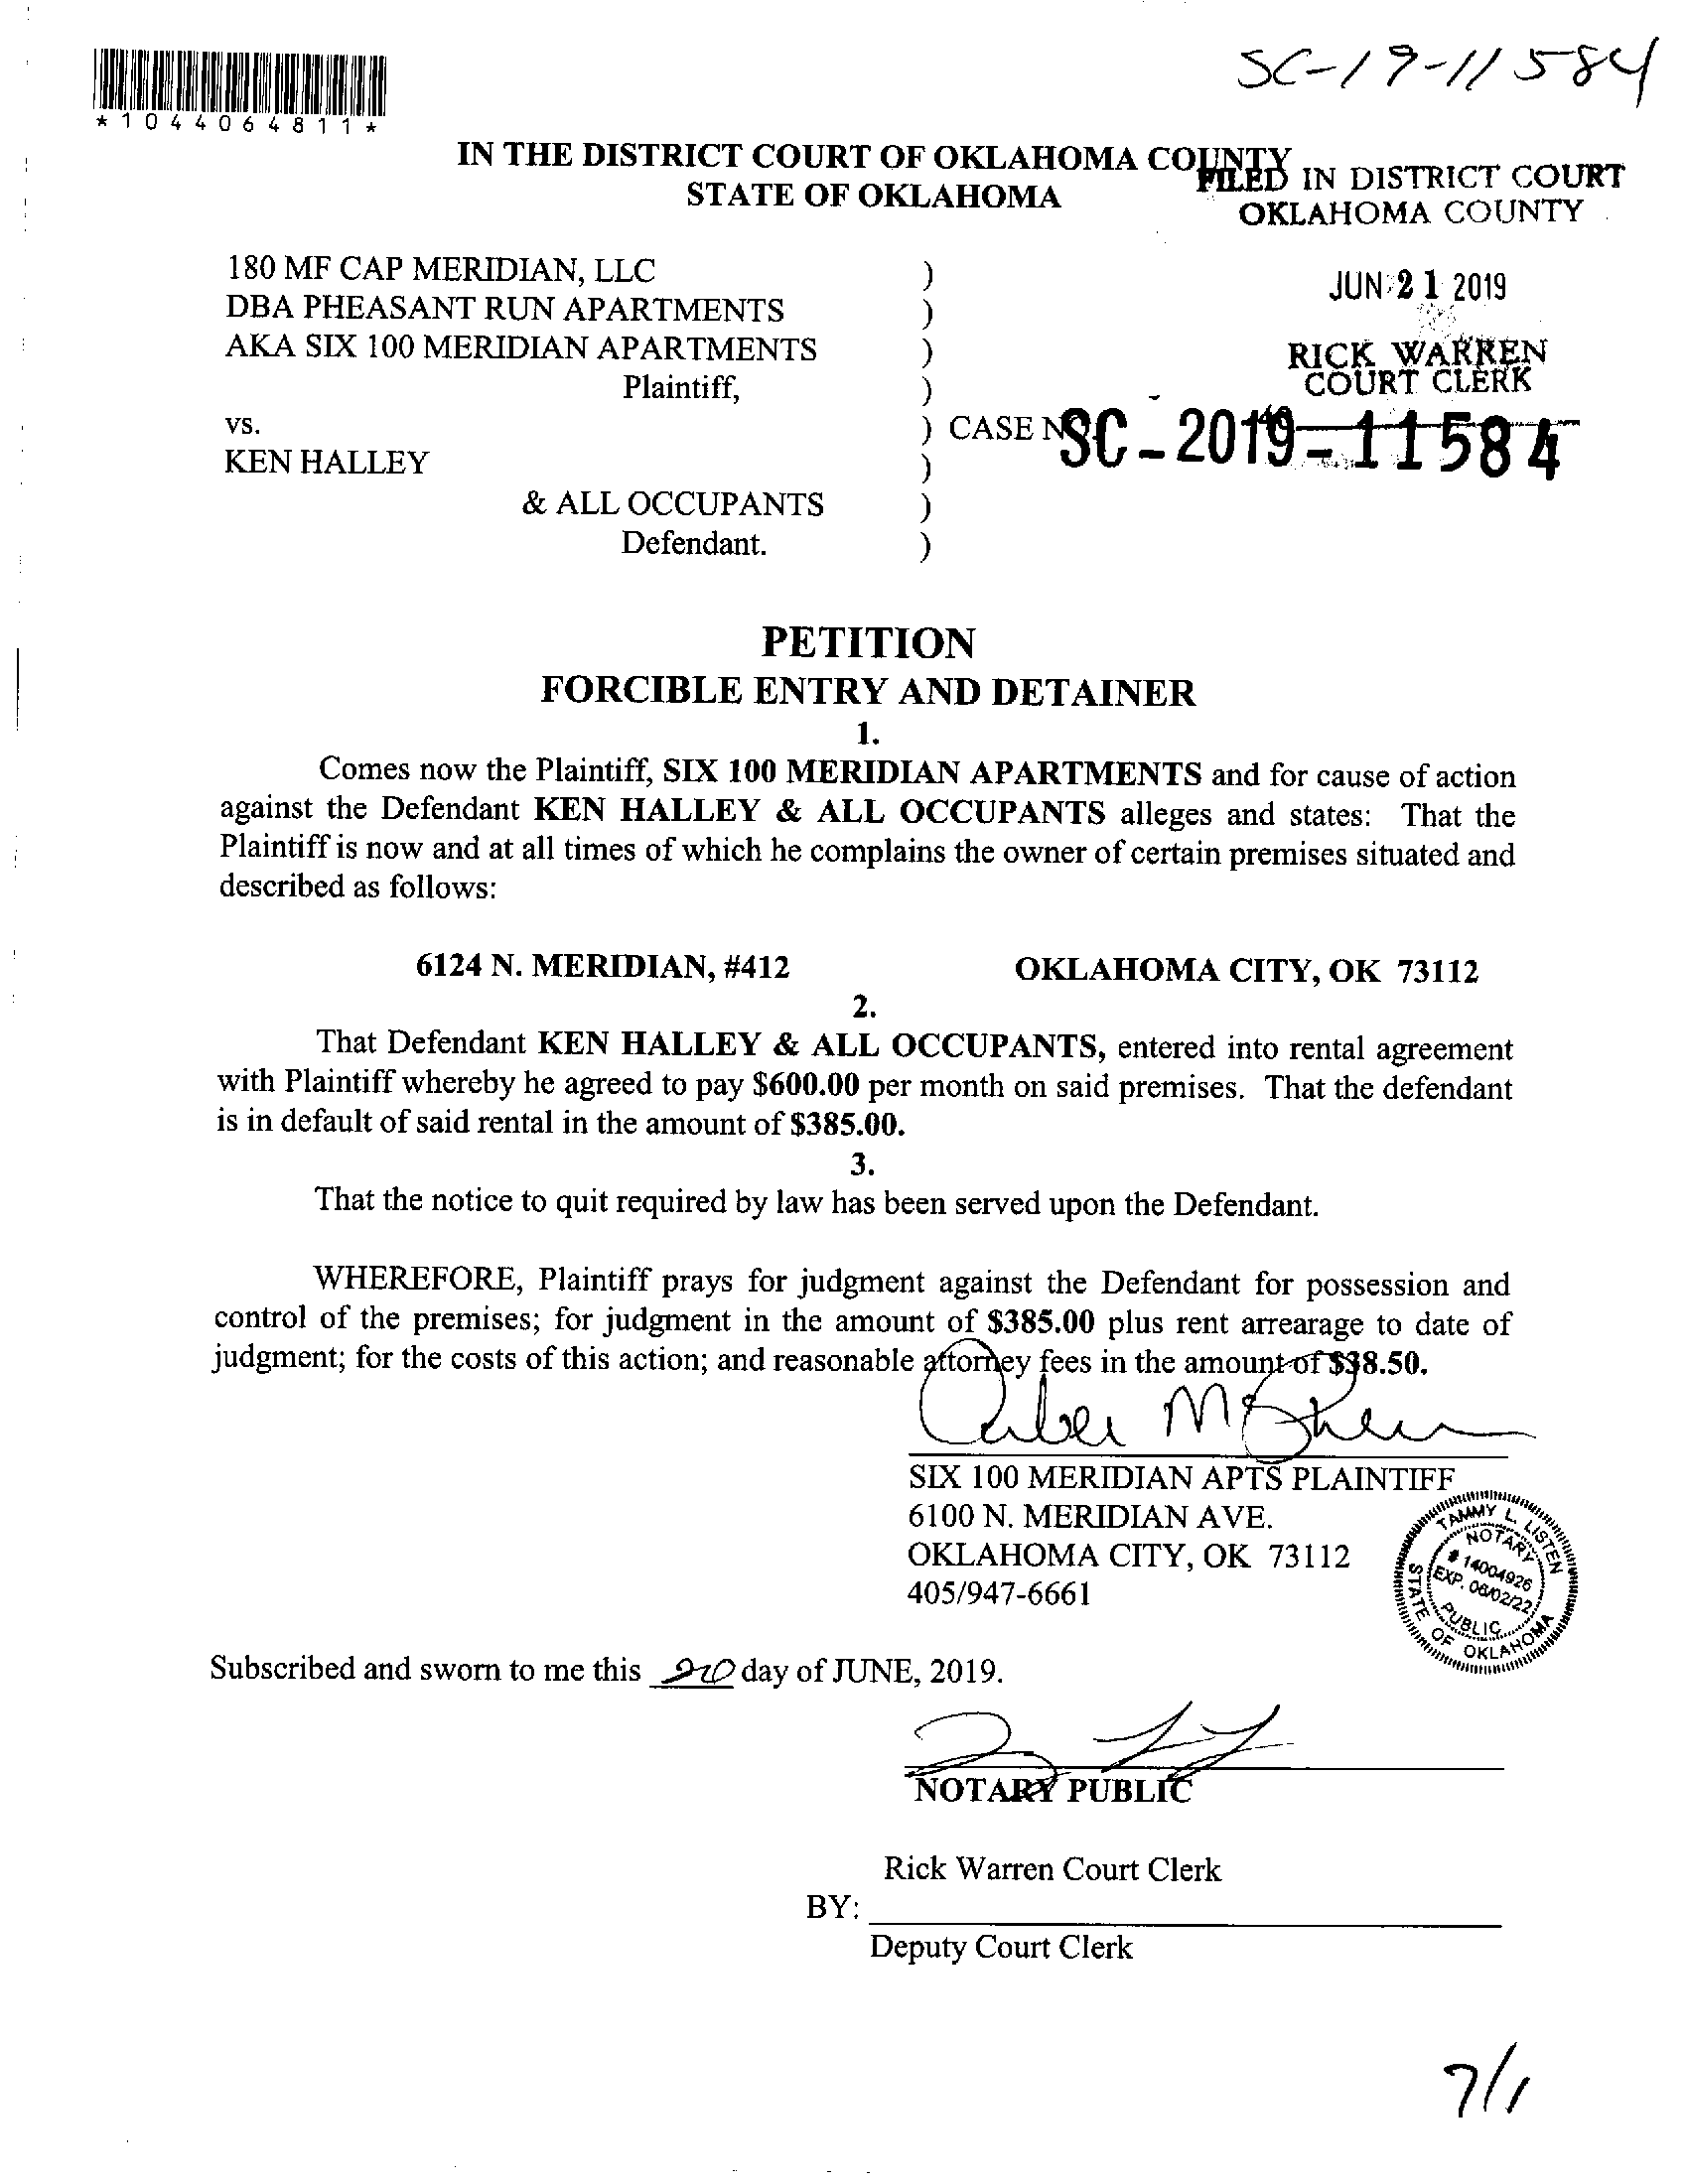 SC-19-11584
*1044064811*
IN THE DISTRICT COURT OF OKLAHOMA COUNTY
STATE OF OKLAHOMA
FILED IN DISTRICT COURT
OKLAHOMA COUNTY
JUN 21 2019
RICK WARREN
COURT CLERK
180 MF CAP MERIDIAN, LLC )
DBA PHEASANT RUN APARTMENTS )
AKA SIX 100 MERIDIAN APARTMENTS )
Plaintiff, )
vs. ) CASE NO. SC-2019-11584
KEN HALLEY )
& ALL OCCUPANTS )
Defendant. )
PETITION
FORCIBLE ENTRY AND DETAINER
1.
Comes now the Plaintiff, SIX 100 MERIDIAN APARTMENTS and for cause of action
against the Defendant KEN HALLEY & ALL OCCUPANTS alleges and states: That the
Plaintiff is now and at all times of which he complains the owner of certain premises situated and
described as follows:
6124 N. MERIDIAN, #412 OKLAHOMA CITY, OK 73112
2.
That Defendant KEN HALLEY & ALL OCCUPANTS, entered into rental agreement
with Plaintiff whereby he agreed to pay $600.00 per month on said premises. That the defendant
is in default of said rental in the amount of $385.00.
3.
That the notice to quit required by law has been served upon the Defendant.
WHEREFORE, Plaintiff prays for judgment against the Defendant for possession and
control of the premises; for judgment in the amount of $385.00 plus rent arrearage to date of
judgment; for the costs of this action; and reasonable attorney fees in the amount of $38.50.
SIX 100 MERIDIAN APTS PLAINTIFF
6100 N. MERIDIAN AVE.
OKLAHOMA CITY, OK 73112
405/947-6661
TAMMY L. LISTEN
NOTARY
# 14004926
EXP. 06/02/22
PUBLIC
STATE OF OKLAHOMA
Subscribed and sworn to me this 20 day of JUNE, 2019.
NOTARY PUBLIC
Rick Warren Court Clerk
BY:
Deputy Court Clerk
7/1